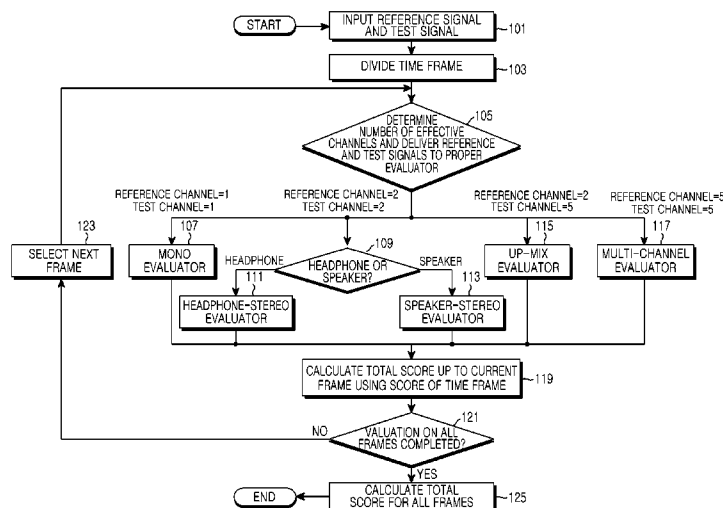 START
INPUT REFERENCE SIGNAL
AND TEST SIGNAL
101
DIVIDE TIME FRAME
103
DETERMINE
NUMBER OF EFFECTIVE
CHANNELS AND DELIVER REFERENCE
AND TEST SIGNALS TO PROPER
EVALUATOR
105
REFERENCE CHANNEL=1
TEST CHANNEL=1
REFERENCE CHANNEL=2
TEST CHANNEL=2
REFERENCE CHANNEL=2
TEST CHANNEL=5
REFERENCE CHANNEL=5
TEST CHANNEL=5
123
SELECT NEXT
FRAME
107
MONO
EVALUATOR
109
HEADPHONE OR
SPEAKER?
HEADPHONE
SPEAKER
115
UP-MIX
EVALUATOR
117
MULTI-CHANNEL
EVALUATOR
111
HEADPHONE-STEREO
EVALUATOR
113
SPEAKER-STEREO
EVALUATOR
CALCULATE TOTAL SCORE UP TO CURRENT
FRAME USING SCORE OF TIME FRAME
119
121
VALUATION ON ALL
FRAMES COMPLETED?
NO
YES
END
CALCULATE TOTAL
SCORE FOR ALL FRAMES
125